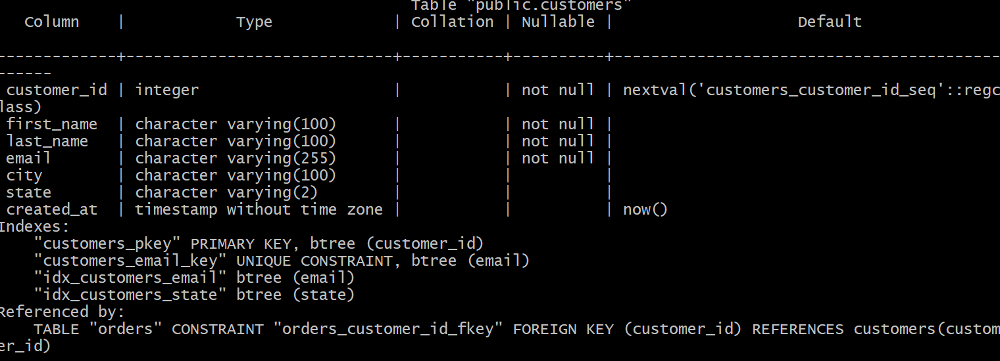 Table "public.customers"
   Column    |            Type             | Collation | Nullable |                  Default
-------------+-----------------------------+-----------+----------+--------------------------------------
------
 customer_id | integer                     |           | not null | nextval('customers_customer_id_seq'::regc
lass)
 first_name  | character varying(100)      |           | not null |
 last_name   | character varying(100)      |           | not null |
 email       | character varying(255)      |           | not null |
 city        | character varying(100)      |           |          |
 state       | character varying(2)        |           |          |
 created_at  | timestamp without time zone |           |          | now()
Indexes:
    "customers_pkey" PRIMARY KEY, btree (customer_id)
    "customers_email_key" UNIQUE CONSTRAINT, btree (email)
    "idx_customers_email" btree (email)
    "idx_customers_state" btree (state)
Referenced by:
    TABLE "orders" CONSTRAINT "orders_customer_id_fkey" FOREIGN KEY (customer_id) REFERENCES customers(custom
er_id)